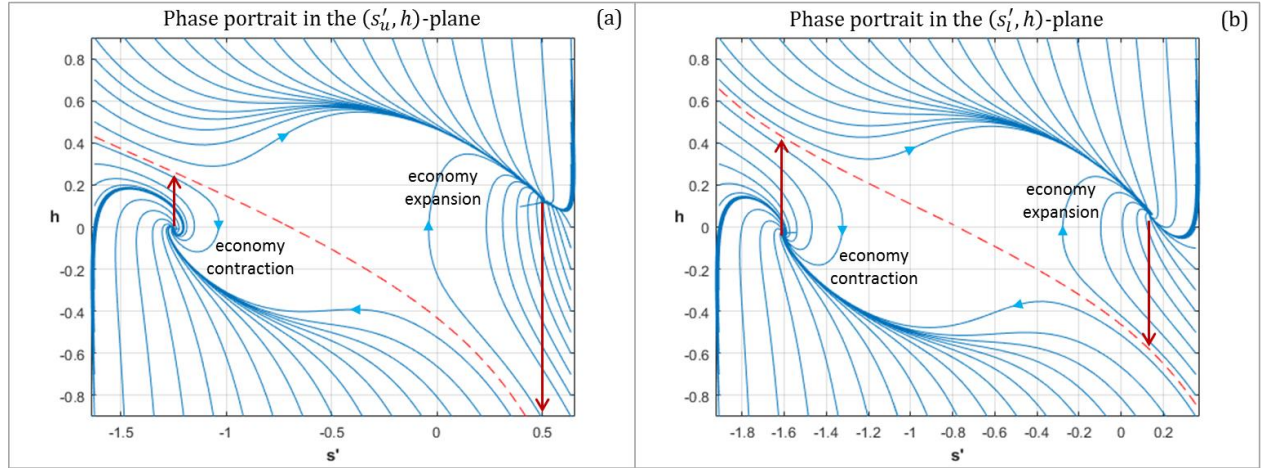 Phase portrait in the (s′ᵤ, h)-plane
(a)
0.8
0.6
0.4
0.2
0
-0.2
-0.4
-0.6
-0.8
h
economy
expansion
economy
contraction
-1.5
-1
-0.5
0
0.5
s'
Phase portrait in the (s′ₗ, h)-plane
(b)
0.8
0.6
0.4
0.2
0
-0.2
-0.4
-0.6
-0.8
h
economy
expansion
economy
contraction
-1.8
-1.6
-1.4
-1.2
-1
-0.8
-0.6
-0.4
-0.2
0
0.2
s'